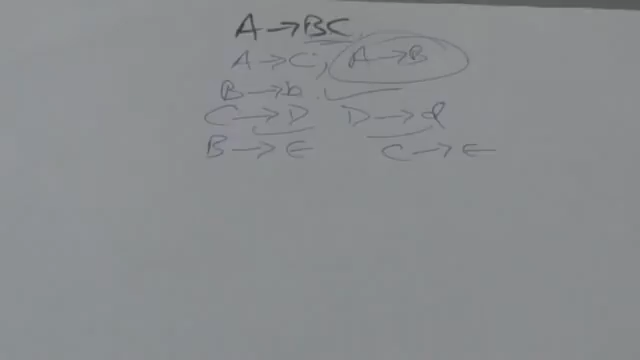 A → BC
A → C, A → B
B → b
C → D D → d
B → ∈ C → ∈